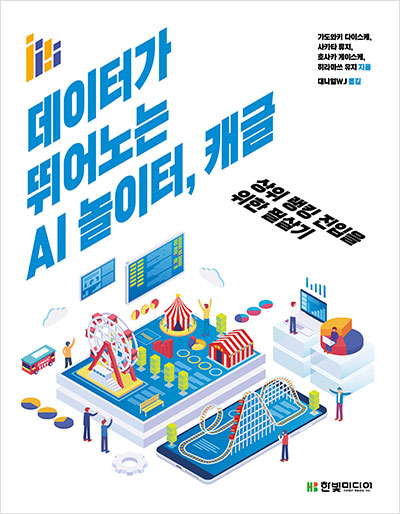 가도와키 다이스케,
사카타 류지,
호사카 게이스케,
히라마쓰 유지 지음
대니얼WJ 옮김
데이터가
뛰어노는
AI 놀이터, 캐글
상위 랭킹 진입을
위한 필살기
한빛미디어